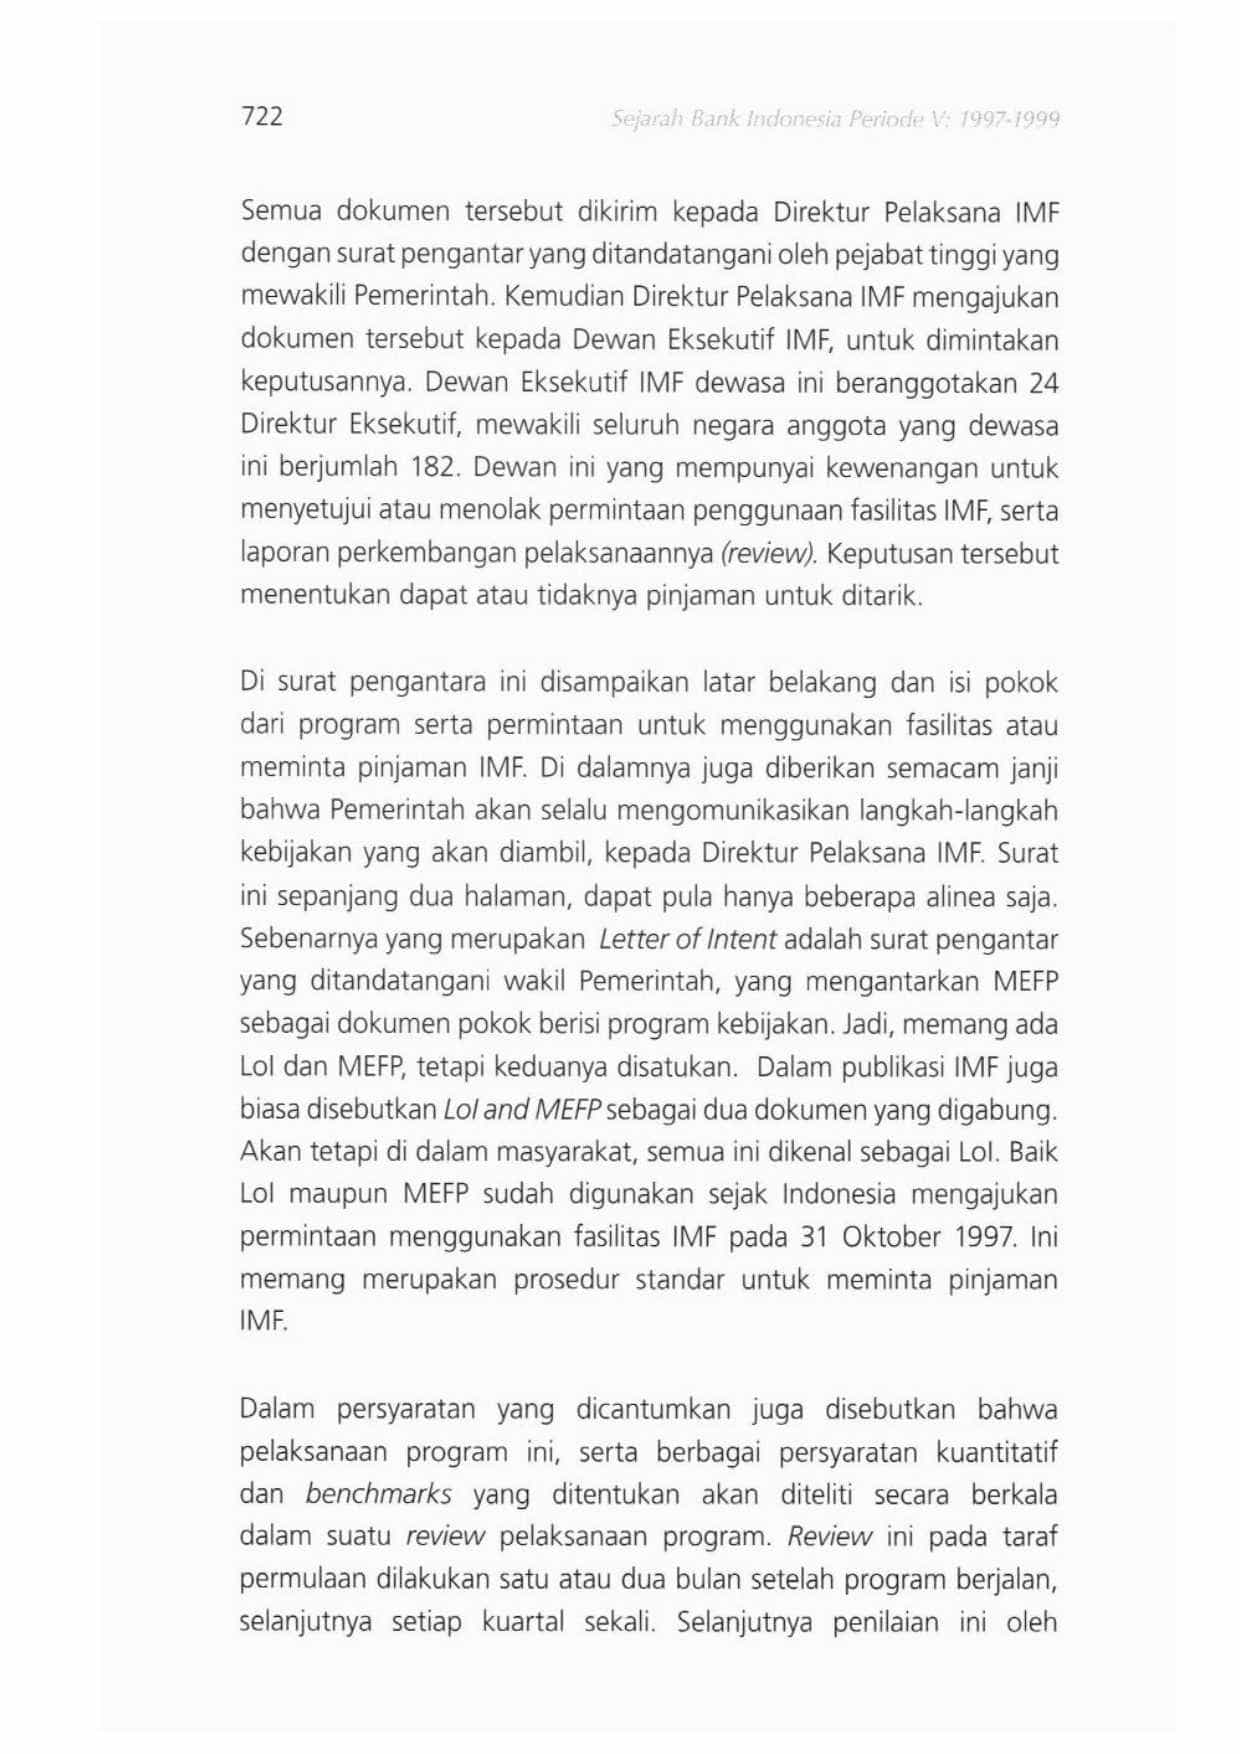 722
Sejarah Bank Indonesia Periode V: 1997-1999
Semua dokumen tersebut dikirim kepada Direktur Pelaksana IMF
dengan surat pengantar yang ditandatangani oleh pejabat tinggi yang
mewakili Pemerintah. Kemudian Direktur Pelaksana IMF mengajukan
dokumen tersebut kepada Dewan Eksekutif IMF, untuk dimintakan
keputusannya. Dewan Eksekutif IMF dewasa ini beranggotakan 24
Direktur Eksekutif, mewakili seluruh negara anggota yang dewasa
ini berjumlah 182. Dewan ini yang mempunyai kewenangan untuk
menyetujui atau menolak permintaan penggunaan fasilitas IMF, serta
laporan perkembangan pelaksanaannya (review). Keputusan tersebut
menentukan dapat atau tidaknya pinjaman untuk ditarik.
Di surat pengantara ini disampaikan latar belakang dan isi pokok
dari program serta permintaan untuk menggunakan fasilitas atau
meminta pinjaman IMF. Di dalamnya juga diberikan semacam janji
bahwa Pemerintah akan selalu mengomunikasikan langkah-langkah
kebijakan yang akan diambil, kepada Direktur Pelaksana IMF. Surat
ini sepanjang dua halaman, dapat pula hanya beberapa alinea saja.
Sebenarnya yang merupakan Letter of Intent adalah surat pengantar
yang ditandatangani wakil Pemerintah, yang mengantarkan MEFP
sebagai dokumen pokok berisi program kebijakan. Jadi, memang ada
LoI dan MEFP, tetapi keduanya disatukan. Dalam publikasi IMF juga
biasa disebutkan LoI and MEFP sebagai dua dokumen yang digabung.
Akan tetapi di dalam masyarakat, semua ini dikenal sebagai LoI. Baik
LoI maupun MEFP sudah digunakan sejak Indonesia mengajukan
permintaan menggunakan fasilitas IMF pada 31 Oktober 1997. Ini
memang merupakan prosedur standar untuk meminta pinjaman
IMF.
Dalam persyaratan yang dicantumkan juga disebutkan bahwa
pelaksanaan program ini, serta berbagai persyaratan kuantitatif
dan benchmarks yang ditentukan akan diteliti secara berkala
dalam suatu review pelaksanaan program. Review ini pada taraf
permulaan dilakukan satu atau dua bulan setelah program berjalan,
selanjutnya setiap kuartal sekali. Selanjutnya penilaian ini oleh